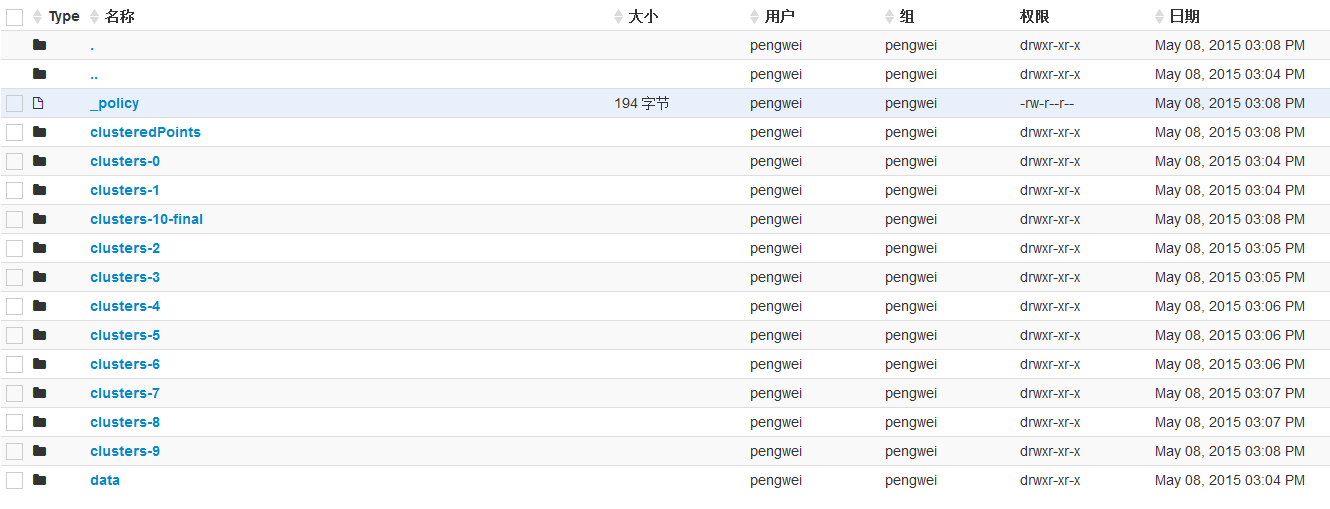 Type 名称 大小 用户 组 权限 日期
. pengwei pengwei drwxr-xr-x May 08, 2015 03:08 PM
.. pengwei pengwei drwxr-xr-x May 08, 2015 03:04 PM
_policy 194 字节 pengwei pengwei -rw-r--r-- May 08, 2015 03:08 PM
clusteredPoints pengwei pengwei drwxr-xr-x May 08, 2015 03:08 PM
clusters-0 pengwei pengwei drwxr-xr-x May 08, 2015 03:04 PM
clusters-1 pengwei pengwei drwxr-xr-x May 08, 2015 03:04 PM
clusters-10-final pengwei pengwei drwxr-xr-x May 08, 2015 03:08 PM
clusters-2 pengwei pengwei drwxr-xr-x May 08, 2015 03:05 PM
clusters-3 pengwei pengwei drwxr-xr-x May 08, 2015 03:05 PM
clusters-4 pengwei pengwei drwxr-xr-x May 08, 2015 03:06 PM
clusters-5 pengwei pengwei drwxr-xr-x May 08, 2015 03:06 PM
clusters-6 pengwei pengwei drwxr-xr-x May 08, 2015 03:06 PM
clusters-7 pengwei pengwei drwxr-xr-x May 08, 2015 03:07 PM
clusters-8 pengwei pengwei drwxr-xr-x May 08, 2015 03:07 PM
clusters-9 pengwei pengwei drwxr-xr-x May 08, 2015 03:08 PM
data pengwei pengwei drwxr-xr-x May 08, 2015 03:04 PM